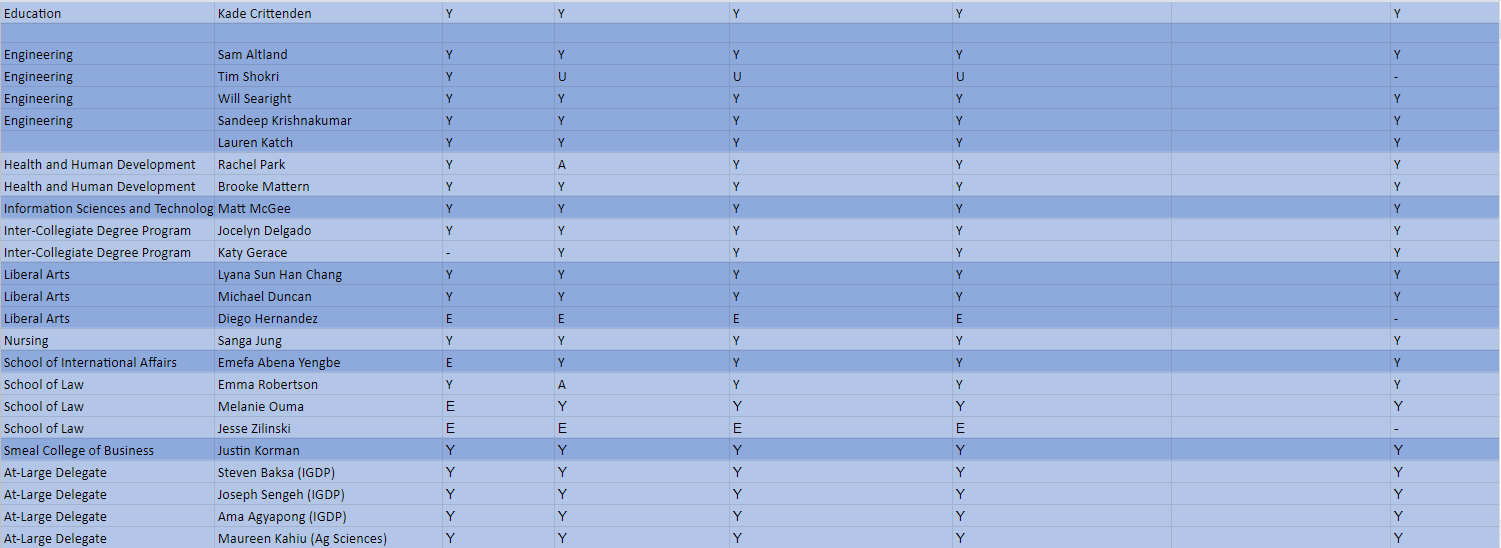 Education Kade Crittenden Y Y Y Y Y
Engineering Sam Altland Y Y Y Y Y
Engineering Tim Shokri Y U U U -
Engineering Will Searight Y Y Y Y Y
Engineering Sandeep Krishnakumar Y Y Y Y Y
Lauren Katch Y Y Y Y Y
Health and Human Development Rachel Park Y A Y Y Y
Health and Human Development Brooke Mattern Y Y Y Y Y
Information Sciences and Technolog Matt McGee Y Y Y Y Y
Inter-Collegiate Degree Program Jocelyn Delgado Y Y Y Y Y
Inter-Collegiate Degree Program Katy Gerace - Y Y Y Y
Liberal Arts Lyana Sun Han Chang Y Y Y Y Y
Liberal Arts Michael Duncan Y Y Y Y Y
Liberal Arts Diego Hernandez E E E E -
Nursing Sanga Jung Y Y Y Y Y
School of International Affairs Emefa Abena Yengbe E Y Y Y Y
School of Law Emma Robertson Y A Y Y Y
School of Law Melanie Ouma E Y Y Y Y
School of Law Jesse Zilinski E E E E -
Smeal College of Business Justin Korman Y Y Y Y Y
At-Large Delegate Steven Baksa (IGDP) Y Y Y Y Y
At-Large Delegate Joseph Sengeh (IGDP) Y Y Y Y Y
At-Large Delegate Ama Agyapong (IGDP) Y Y Y Y Y
At-Large Delegate Maureen Kahiu (Ag Sciences) Y Y Y Y Y